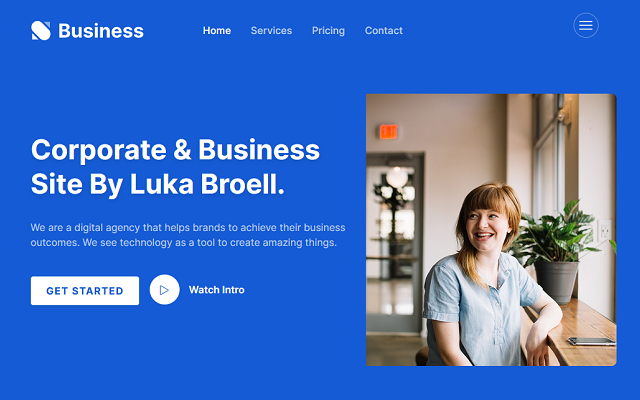 Business
Home Services Pricing Contact
Corporate & Business
Site By Luka Broell.
We are a digital agency that helps brands to achieve their business
outcomes. We see technology as a tool to create amazing things.
GET STARTED
Watch Intro